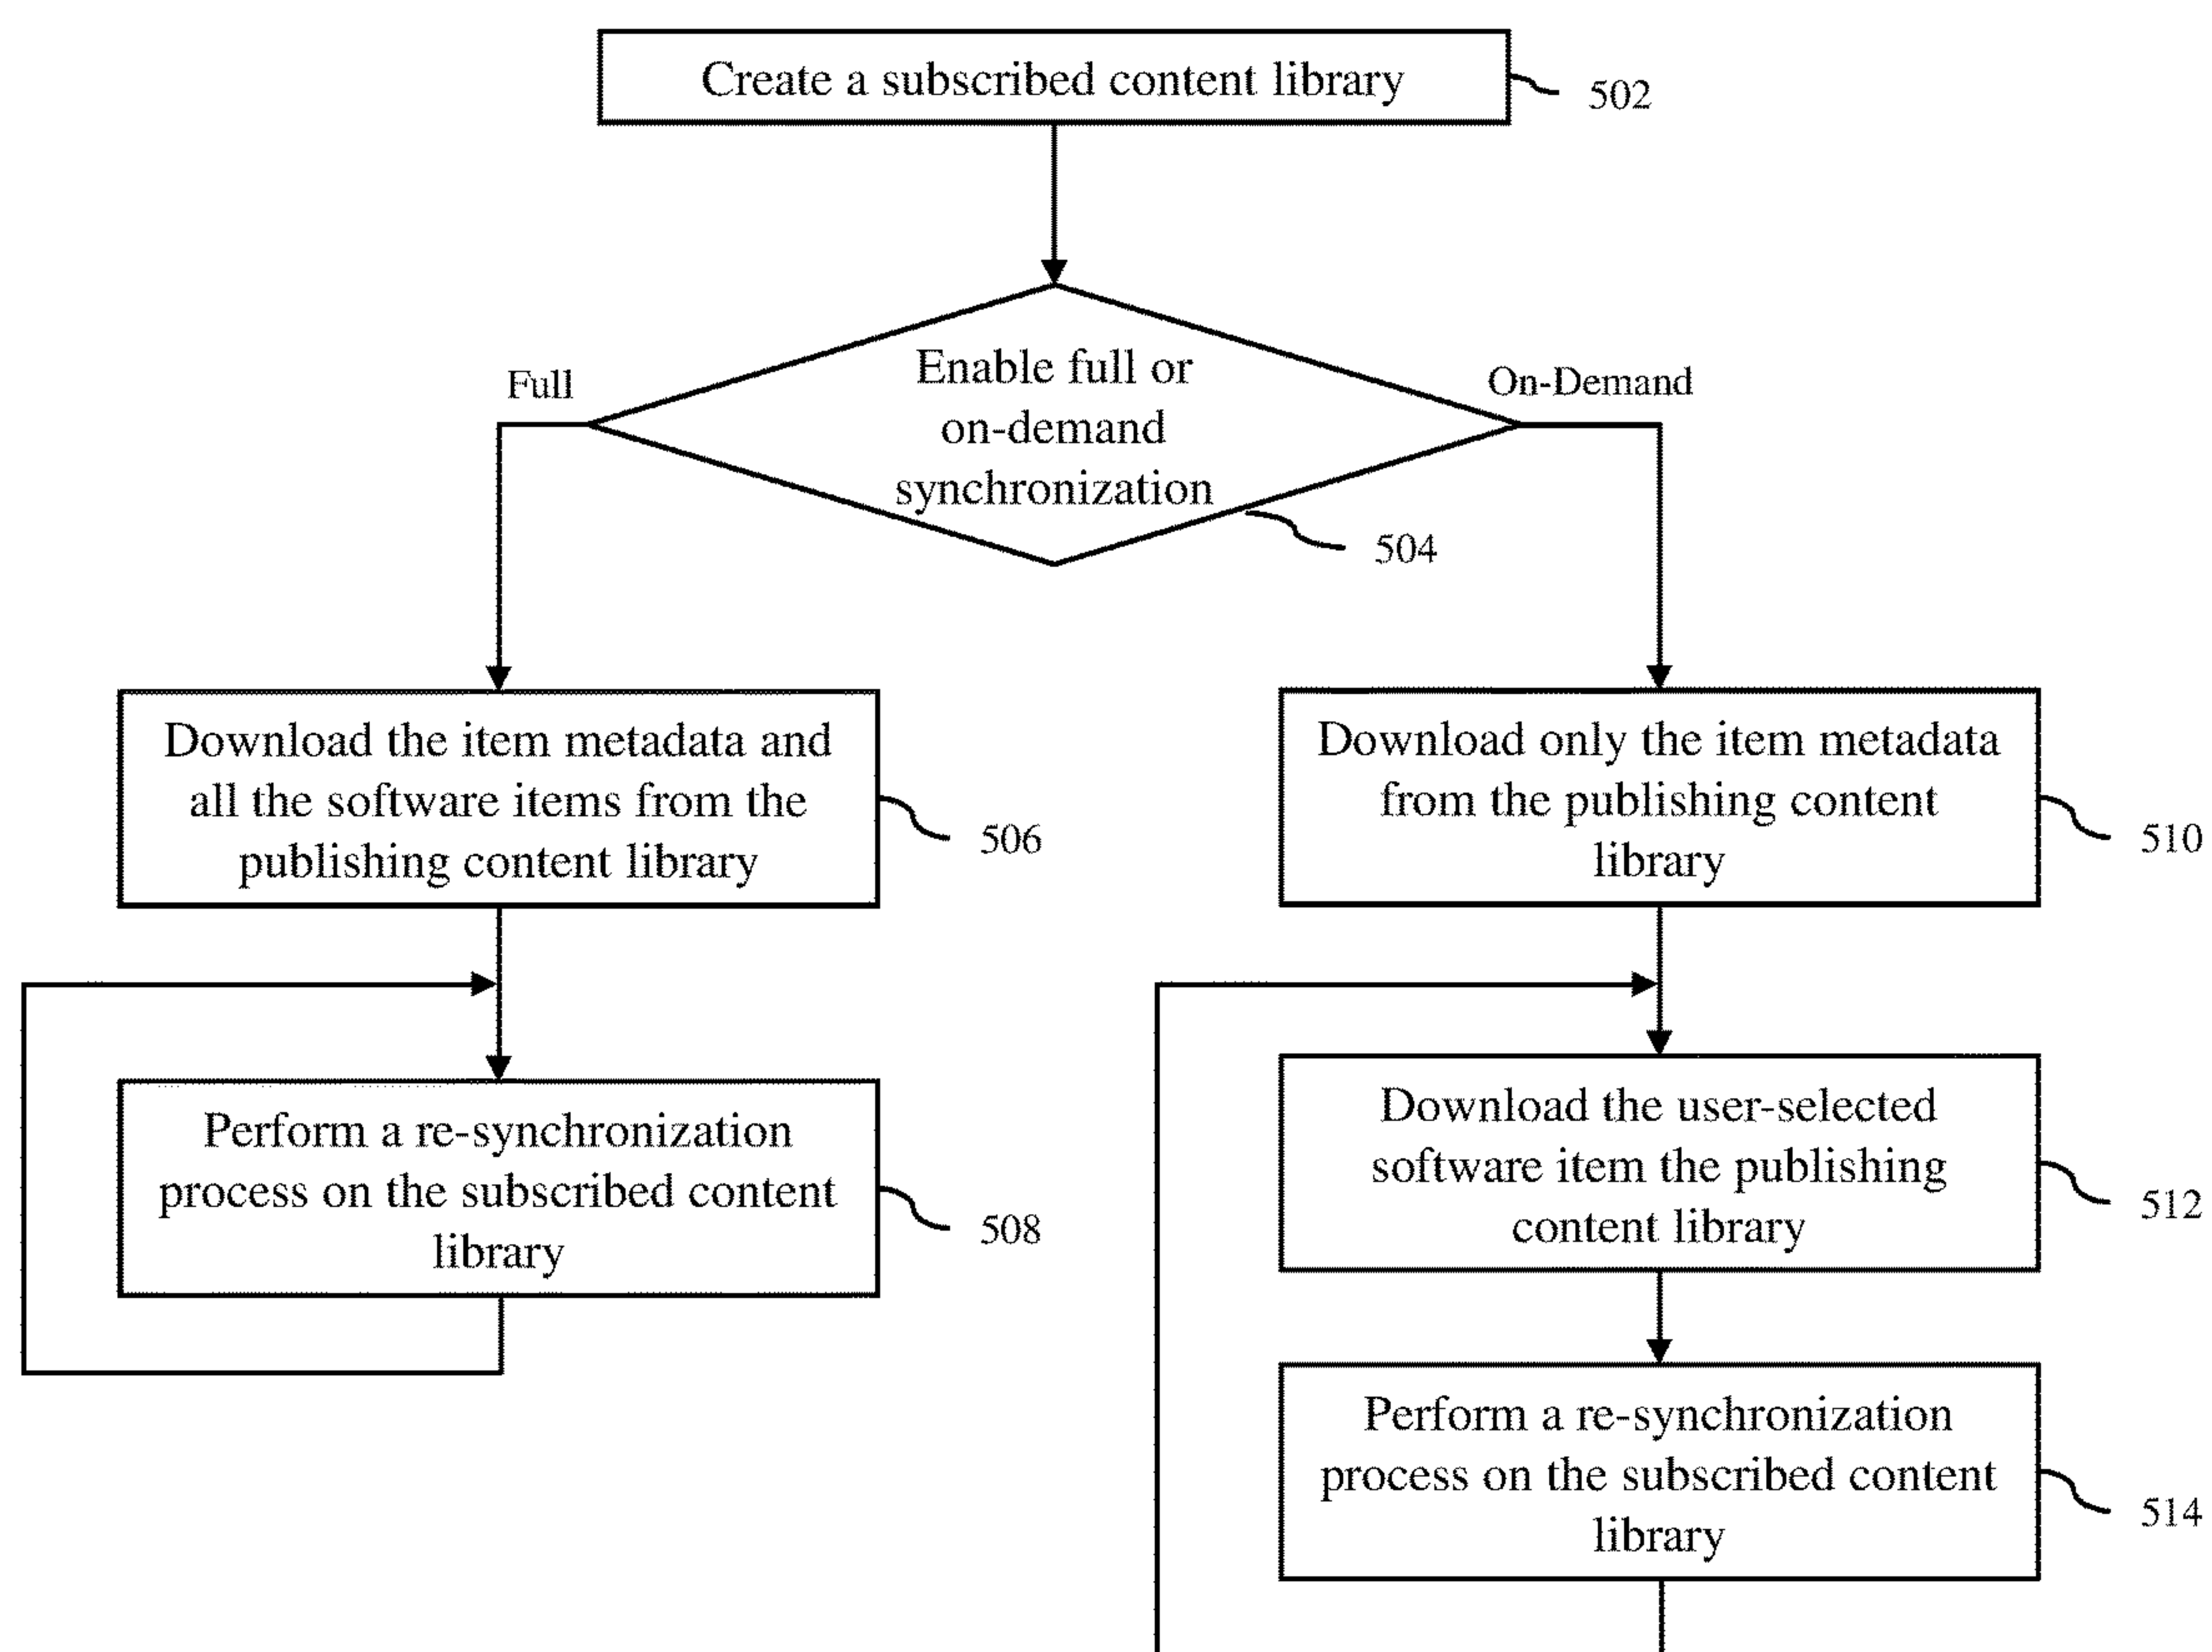 Create a subscribed content library
502
Enable full or
on-demand
synchronization
504
Full
On-Demand
Download the item metadata and
all the software items from the
publishing content library
506
Perform a re-synchronization
process on the subscribed content
library
508
Download only the item metadata
from the publishing content
library
510
Download the user-selected
software item the publishing
content library
512
Perform a re-synchronization
process on the subscribed content
library
514